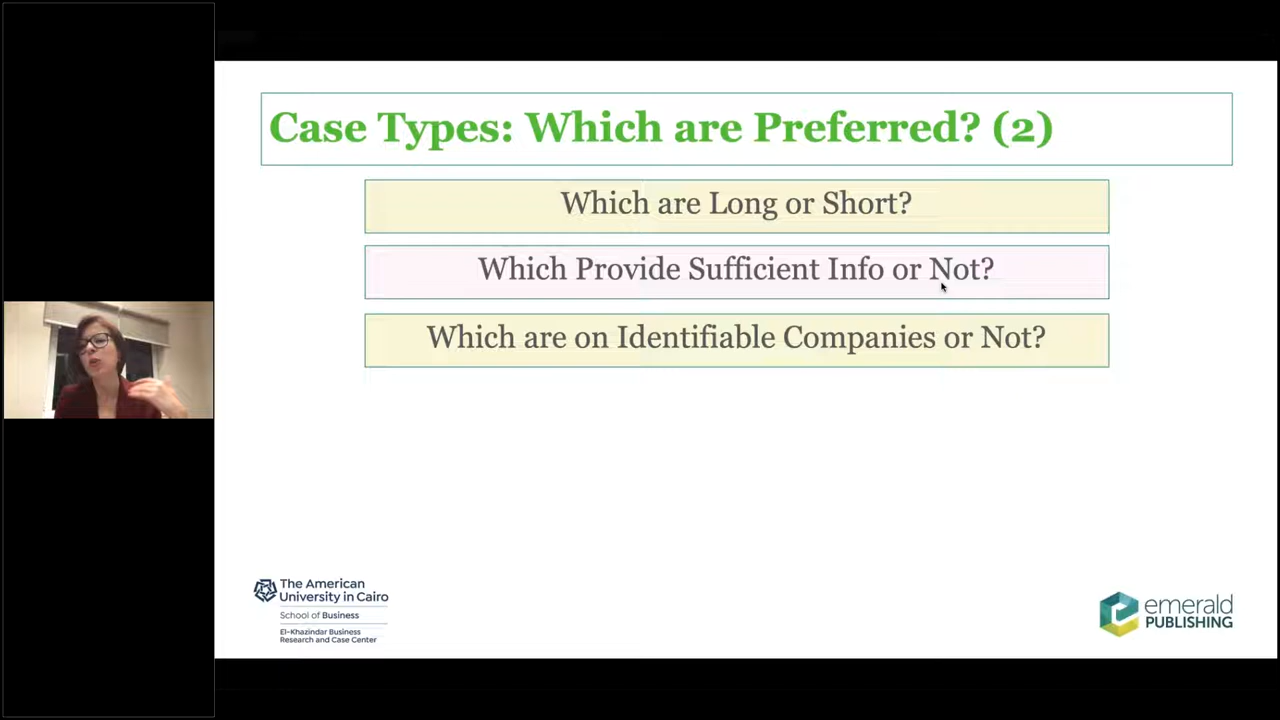 Case Types: Which are Preferred? (2)
Which are Long or Short?
Which Provide Sufficient Info or Not?
Which are on Identifiable Companies or Not?
The American
University in Cairo
School of Business
El-Khazindar Business
Research and Case Center
emerald
PUBLISHING